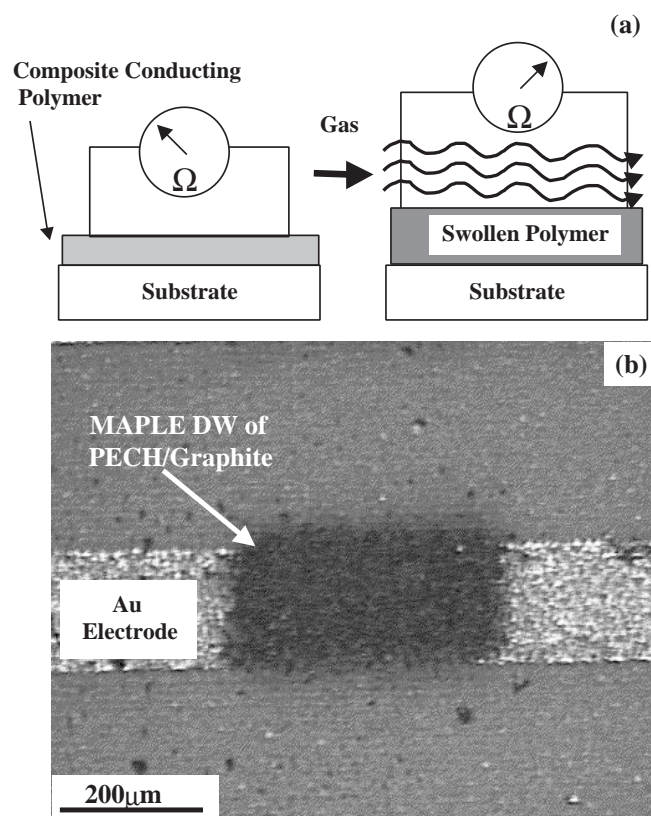 (a)
Composite Conducting
Polymer
Ω
Gas
Ω
Swollen Polymer
Substrate
Substrate
(b)
MAPLE DW of
PECH/Graphite
Au
Electrode
200μm